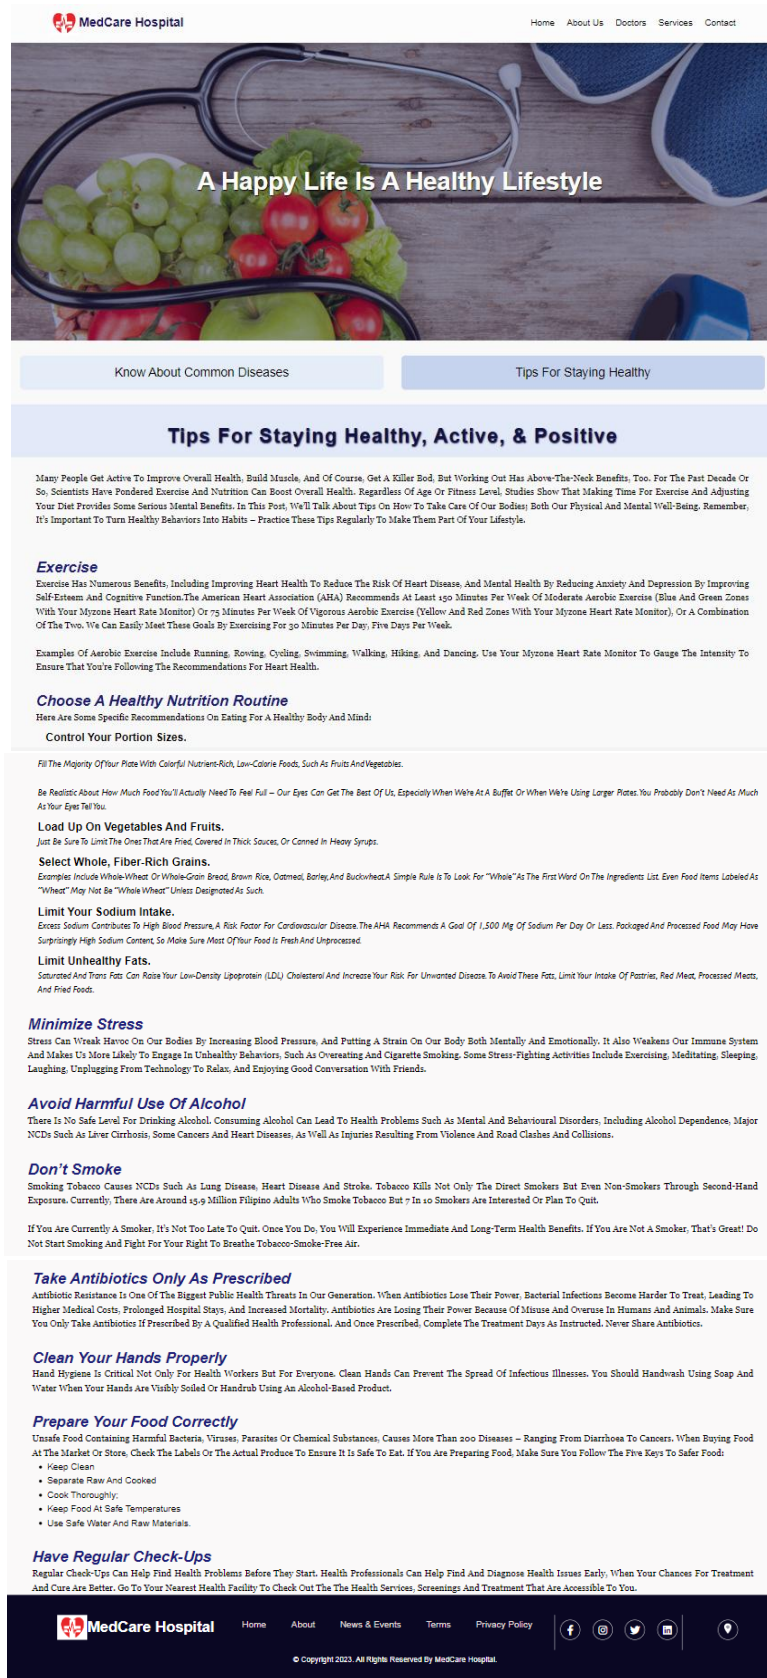 MedCare Hospital
Home About Us Doctors Services Contact
A Happy Life Is A Healthy Lifestyle
Know About Common Diseases
Tips For Staying Healthy
Tips For Staying Healthy, Active, & Positive
Many People Get Active To Improve Overall Health, Build Muscle, And Of Course, Get A Killer Bod, But Working Out Has Above-The-Neck Benefits, Too. For The Past Decade Or
So, Scientists Have Pondered Exercise And Nutrition Can Boost Overall Health. Regardless Of Age Or Fitness Level, Studies Show That Making Time For Exercise And Adjusting
Your Diet Provides Some Serious Mental Benefits. In This Post, We'll Talk About Tips On How To Take Care Of Our Bodies; Both Our Physical And Mental Well-Being. Remember,
It's Important To Turn Healthy Behaviors Into Habits – Practice These Tips Regularly To Make Them Part Of Your Lifestyle.
Exercise
Exercise Has Numerous Benefits, Including Improving Heart Health To Reduce The Risk Of Heart Disease, And Mental Health By Reducing Anxiety And Depression By Improving
Self-Esteem And Cognitive Function.The American Heart Association (AHA) Recommends At Least 150 Minutes Per Week Of Moderate Aerobic Exercise (Blue And Green Zones
With Your Myzone Heart Rate Monitor) Or 75 Minutes Per Week Of Vigorous Aerobic Exercise (Yellow And Red Zones With Your Myzone Heart Rate Monitor), Or A Combination
Of The Two. We Can Easily Meet These Goals By Exercising For 30 Minutes Per Day, Five Days Per Week.
Examples Of Aerobic Exercise Include Running, Rowing, Cycling, Swimming, Walking, Hiking, And Dancing. Use Your Myzone Heart Rate Monitor To Gauge The Intensity To
Ensure That You're Following The Recommendations For Heart Health.
Choose A Healthy Nutrition Routine
Here Are Some Specific Recommendations On Eating For A Healthy Body And Mind:
Control Your Portion Sizes.
Fill The Majority Of Your Plate With Colorful Nutrient-Rich, Low-Calorie Foods, Such As Fruits And Vegetables.
Be Realistic About How Much Food You'll Actually Need To Feel Full – Our Eyes Can Get The Best Of Us, Especially When We're At A Buffet Or When We're Using Larger Plates. You Probably Don't Need As Much
As Your Eyes Tell You.
Load Up On Vegetables And Fruits.
Just Be Sure To Limit The Ones That Are Fried, Covered In Thick Sauces, Or Canned In Heavy Syrups.
Select Whole, Fiber-Rich Grains.
Examples Include Whole-Wheat Or Whole-Grain Bread, Brown Rice, Oatmeal, Barley, And Buckwheat.A Simple Rule Is To Look For "Whole" As The First Word On The Ingredients List. Even Food Items Labeled As
"Wheat" May Not Be "Whole Wheat" Unless Designated As Such.
Limit Your Sodium Intake.
Excess Sodium Contributes To High Blood Pressure, A Risk Factor For Cardiovascular Disease. The AHA Recommends A Goal Of 1,500 Mg Of Sodium Per Day Or Less. Packaged And Processed Food May Have
Surprisingly High Sodium Content, So Make Sure Most Of Your Food Is Fresh And Unprocessed.
Limit Unhealthy Fats.
Saturated And Trans Fats Can Raise Your Low-Density Lipoprotein (LDL) Cholesterol And Increase Your Risk For Unwanted Disease. To Avoid These Fats, Limit Your Intake Of Pastries, Red Meat, Processed Meats,
And Fried Foods.
Minimize Stress
Stress Can Wreak Havoc On Our Bodies By Increasing Blood Pressure, And Putting A Strain On Our Body Both Mentally And Emotionally. It Also Weakens Our Immune System
And Makes Us More Likely To Engage In Unhealthy Behaviors, Such As Overeating And Cigarette Smoking. Some Stress-Fighting Activities Include Exercising, Meditating, Sleeping,
Laughing, Unplugging From Technology To Relax, And Enjoying Good Conversation With Friends.
Avoid Harmful Use Of Alcohol
There Is No Safe Level For Drinking Alcohol. Consuming Alcohol Can Lead To Health Problems Such As Mental And Behavioural Disorders, Including Alcohol Dependence, Major
NCDs Such As Liver Cirrhosis, Some Cancers And Heart Diseases, As Well As Injuries Resulting From Violence And Road Clashes And Collisions.
Don't Smoke
Smoking Tobacco Causes NCDs Such As Lung Disease, Heart Disease And Stroke. Tobacco Kills Not Only The Direct Smokers But Even Non-Smokers Through Second-Hand
Exposure. Currently, There Are Around 15.9 Million Filipino Adults Who Smoke Tobacco But 7 In 10 Smokers Are Interested Or Plan To Quit.
If You Are Currently A Smoker, It's Not Too Late To Quit. Once You Do, You Will Experience Immediate And Long-Term Health Benefits. If You Are Not A Smoker, That's Great! Do
Not Start Smoking And Fight For Your Right To Breathe Tobacco-Smoke-Free Air.
Take Antibiotics Only As Prescribed
Antibiotic Resistance Is One Of The Biggest Public Health Threats In Our Generation. When Antibiotics Lose Their Power, Bacterial Infections Become Harder To Treat, Leading To
Higher Medical Costs, Prolonged Hospital Stays, And Increased Mortality. Antibiotics Are Losing Their Power Because Of Misuse And Overuse In Humans And Animals. Make Sure
You Only Take Antibiotics If Prescribed By A Qualified Health Professional. And Once Prescribed, Complete The Treatment Days As Instructed. Never Share Antibiotics.
Clean Your Hands Properly
Hand Hygiene Is Critical Not Only For Health Workers But For Everyone. Clean Hands Can Prevent The Spread Of Infectious Illnesses. You Should Handwash Using Soap And
Water When Your Hands Are Visibly Soiled Or Handrub Using An Alcohol-Based Product.
Prepare Your Food Correctly
Unsafe Food Containing Harmful Bacteria, Viruses, Parasites Or Chemical Substances, Causes More Than 200 Diseases – Ranging From Diarrhoea To Cancers. When Buying Food
At The Market Or Store, Check The Labels Or The Actual Produce To Ensure It Is Safe To Eat. If You Are Preparing Food, Make Sure You Follow The Five Keys To Safer Food:
• Keep Clean
• Separate Raw And Cooked
• Cook Thoroughly;
• Keep Food At Safe Temperatures
• Use Safe Water And Raw Materials.
Have Regular Check-Ups
Regular Check-Ups Can Help Find Health Problems Before They Start. Health Professionals Can Help Find And Diagnose Health Issues Early, When Your Chances For Treatment
And Cure Are Better. Go To Your Nearest Health Facility To Check Out The The Health Services, Screenings And Treatment That Are Accessible To You.
MedCare Hospital
Home About News & Events Terms Privacy Policy
© Copyright 2023. All Rights Reserved By MedCare Hospital.